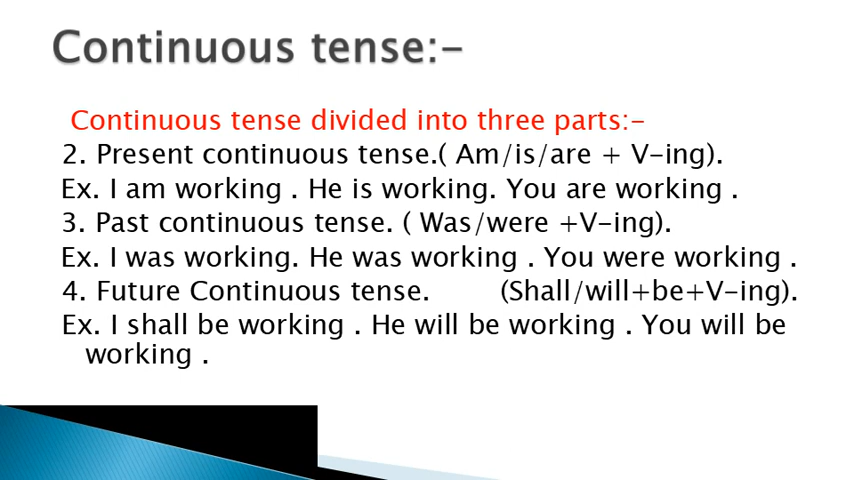 Continuous tense:-
Continuous tense divided into three parts:-
2. Present continuous tense.( Am/is/are + V-ing).
Ex. I am working . He is working. You are working .
3. Past continuous tense. ( Was/were +V-ing).
Ex. I was working. He was working . You were working .
4. Future Continuous tense. (Shall/will+be+V-ing).
Ex. I shall be working . He will be working . You will be
working .